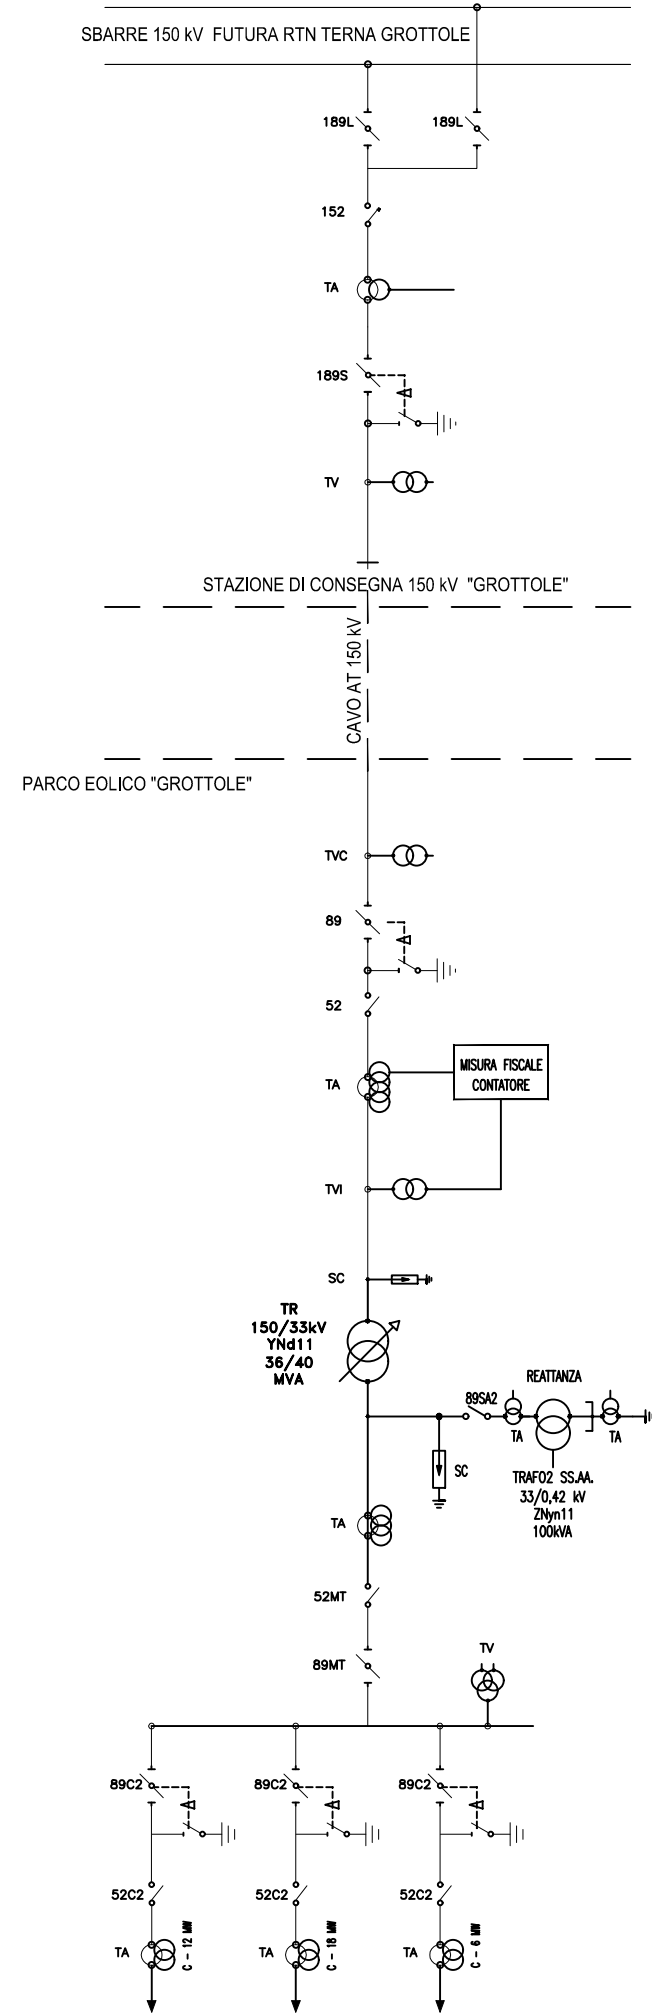 SBARRE 150 kV  FUTURA RTN TERNA GROTTOLE
189L
189L
152
TA
189S
TV
STAZIONE DI CONSEGNA 150 kV  "GROTTOLE"
CAVO AT 150 kV
PARCO EOLICO "GROTTOLE"
TVC
89
52
TA
MISURA FISCALE
CONTATORE
TVI
SC
TR
150/33kV
YNd11
36/40
MVA
REATTANZA
89SA2
TA
TA
SC
TRAFO2 SS.AA.
33/0,42 kV
ZNyn11
100kVA
TA
52MT
89MT
TV
89C2
89C2
89C2
52C2
52C2
52C2
TA
C - 12 MW
TA
C - 18 MW
TA
C - 6 MW